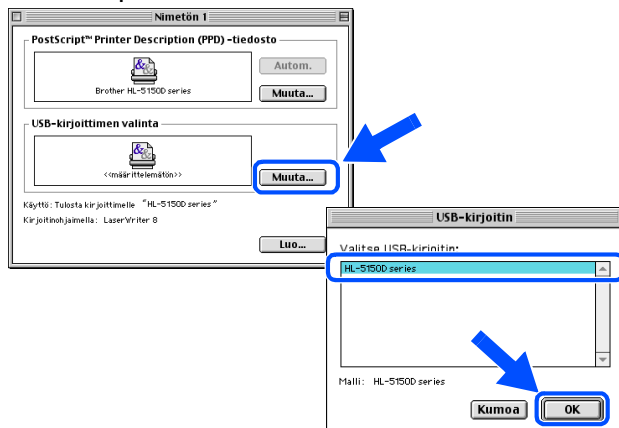 Nimetön 1
PostScript™ Printer Description (PPD) -tiedosto
Autom.
Brother HL-5150D series
Muuta...
USB-kirjoittimen valinta
<<määrittelemätön>>
Muuta...
Käyttö: Tulosta kirjoittimelle "HL-5150D series"
Kirjoitinohjaimella: LaserWriter 8
Luo...
USB-kirjoitin
Valitse USB-kirjoitin:
HL-5150D series
Malli: HL-5150D series
Kumoa
OK